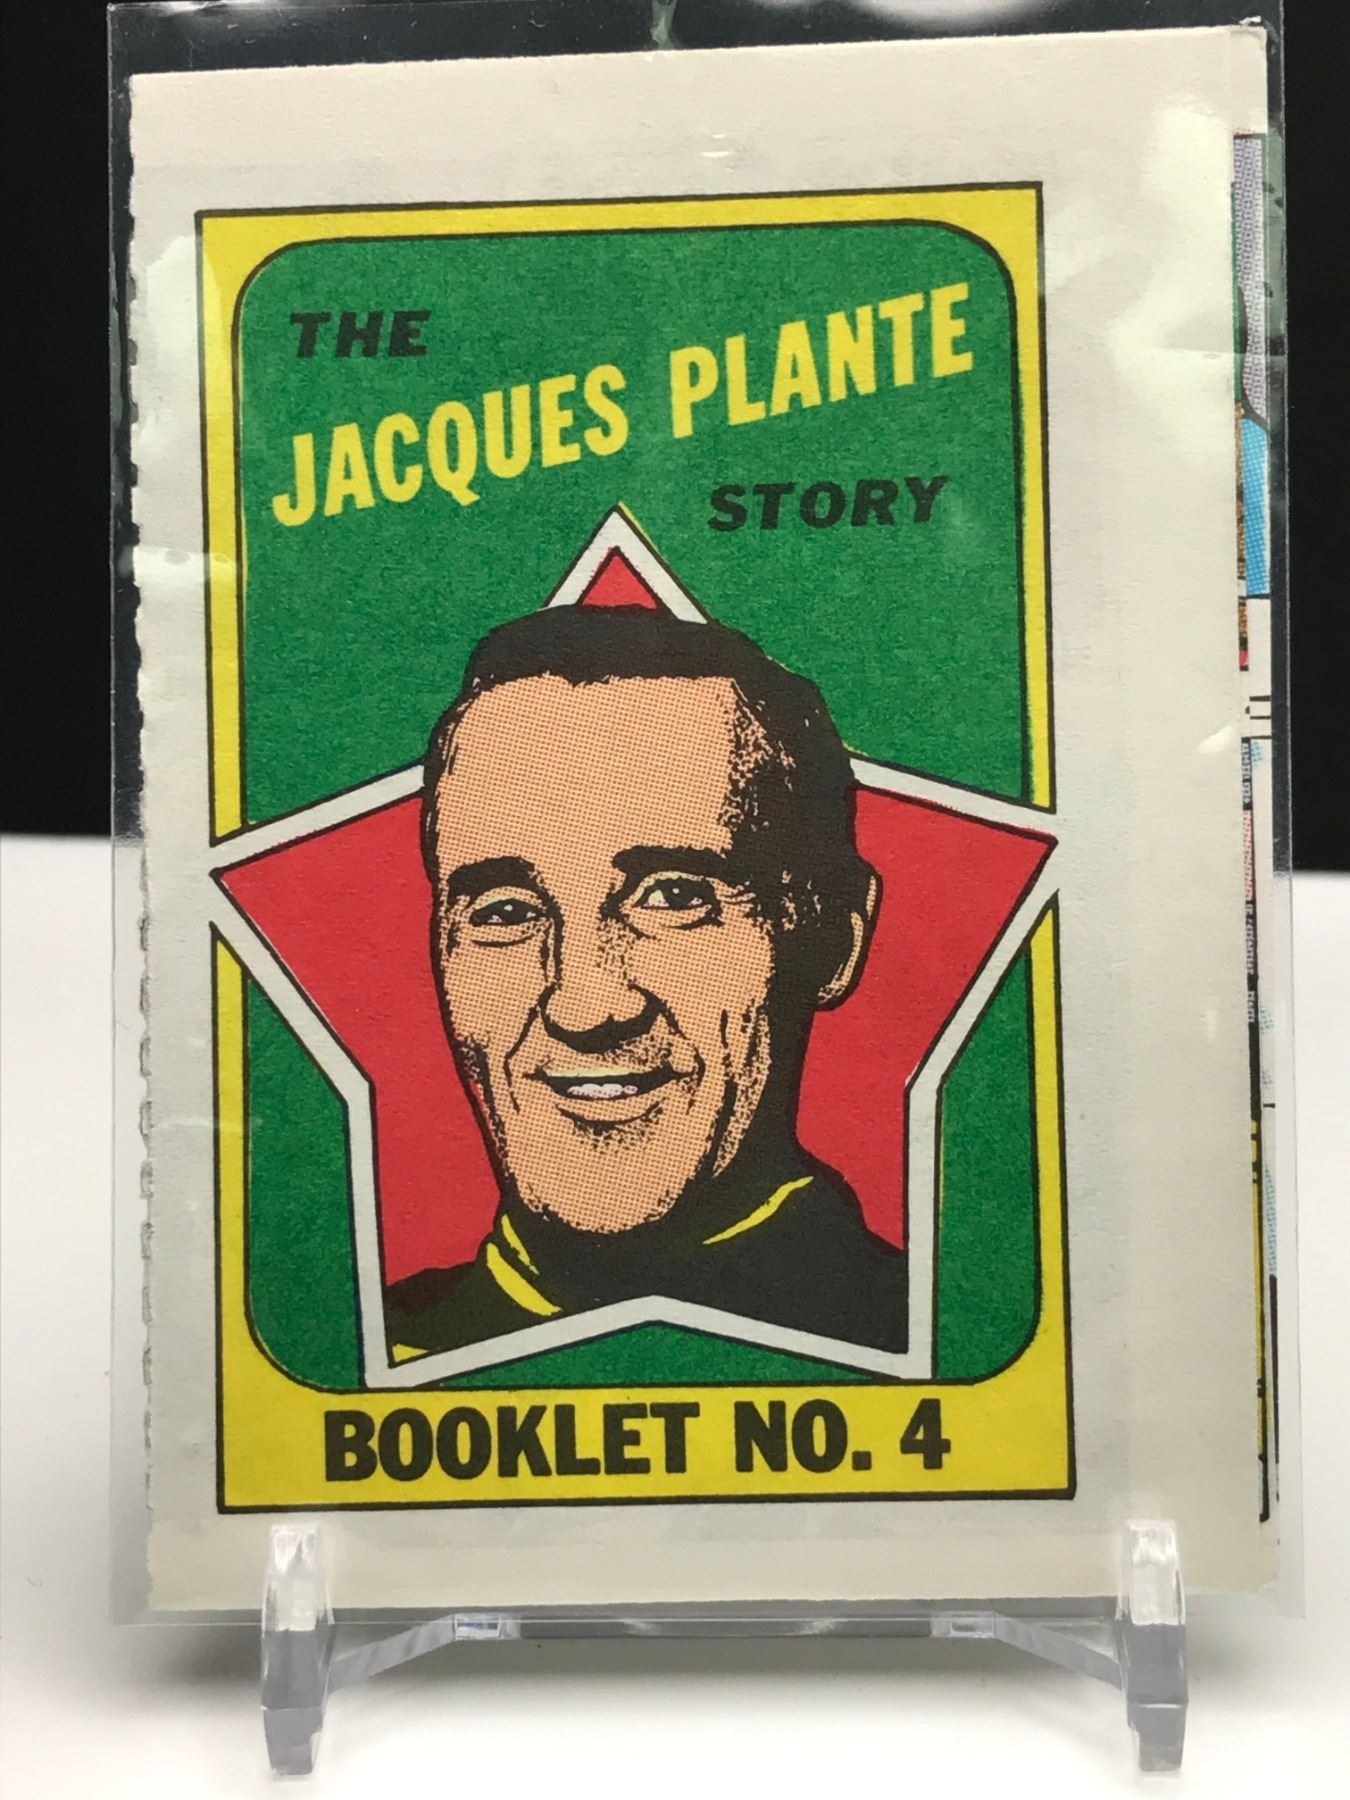 THE
JACQUES PLANTE
STORY
BOOKLET NO. 4